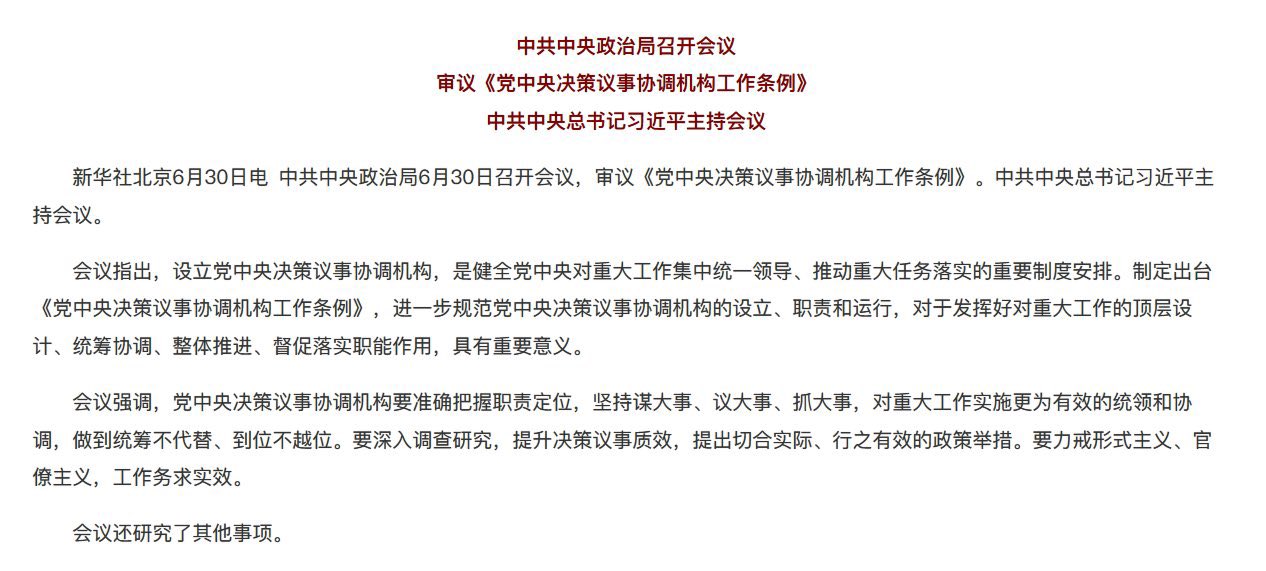 中共中央政治局召开会议
审议《党中央决策议事协调机构工作条例》
中共中央总书记习近平主持会议
新华社北京6月30日电 中共中央政治局6月30日召开会议，审议《党中央决策议事协调机构工作条例》。中共中央总书记习近平主
持会议。
会议指出，设立党中央决策议事协调机构，是健全党中央对重大工作集中统一领导、推动重大任务落实的重要制度安排。制定出台
《党中央决策议事协调机构工作条例》，进一步规范党中央决策议事协调机构的设立、职责和运行，对于发挥好对重大工作的顶层设
计、统筹协调、整体推进、督促落实职能作用，具有重要意义。
会议强调，党中央决策议事协调机构要准确把握职责定位，坚持谋大事、议大事、抓大事，对重大工作实施更为有效的统领和协
调，做到统筹不代替、到位不越位。要深入调查研究，提升决策议事质效，提出切合实际、行之有效的政策举措。要力戒形式主义、官
僚主义，工作务求实效。
会议还研究了其他事项。